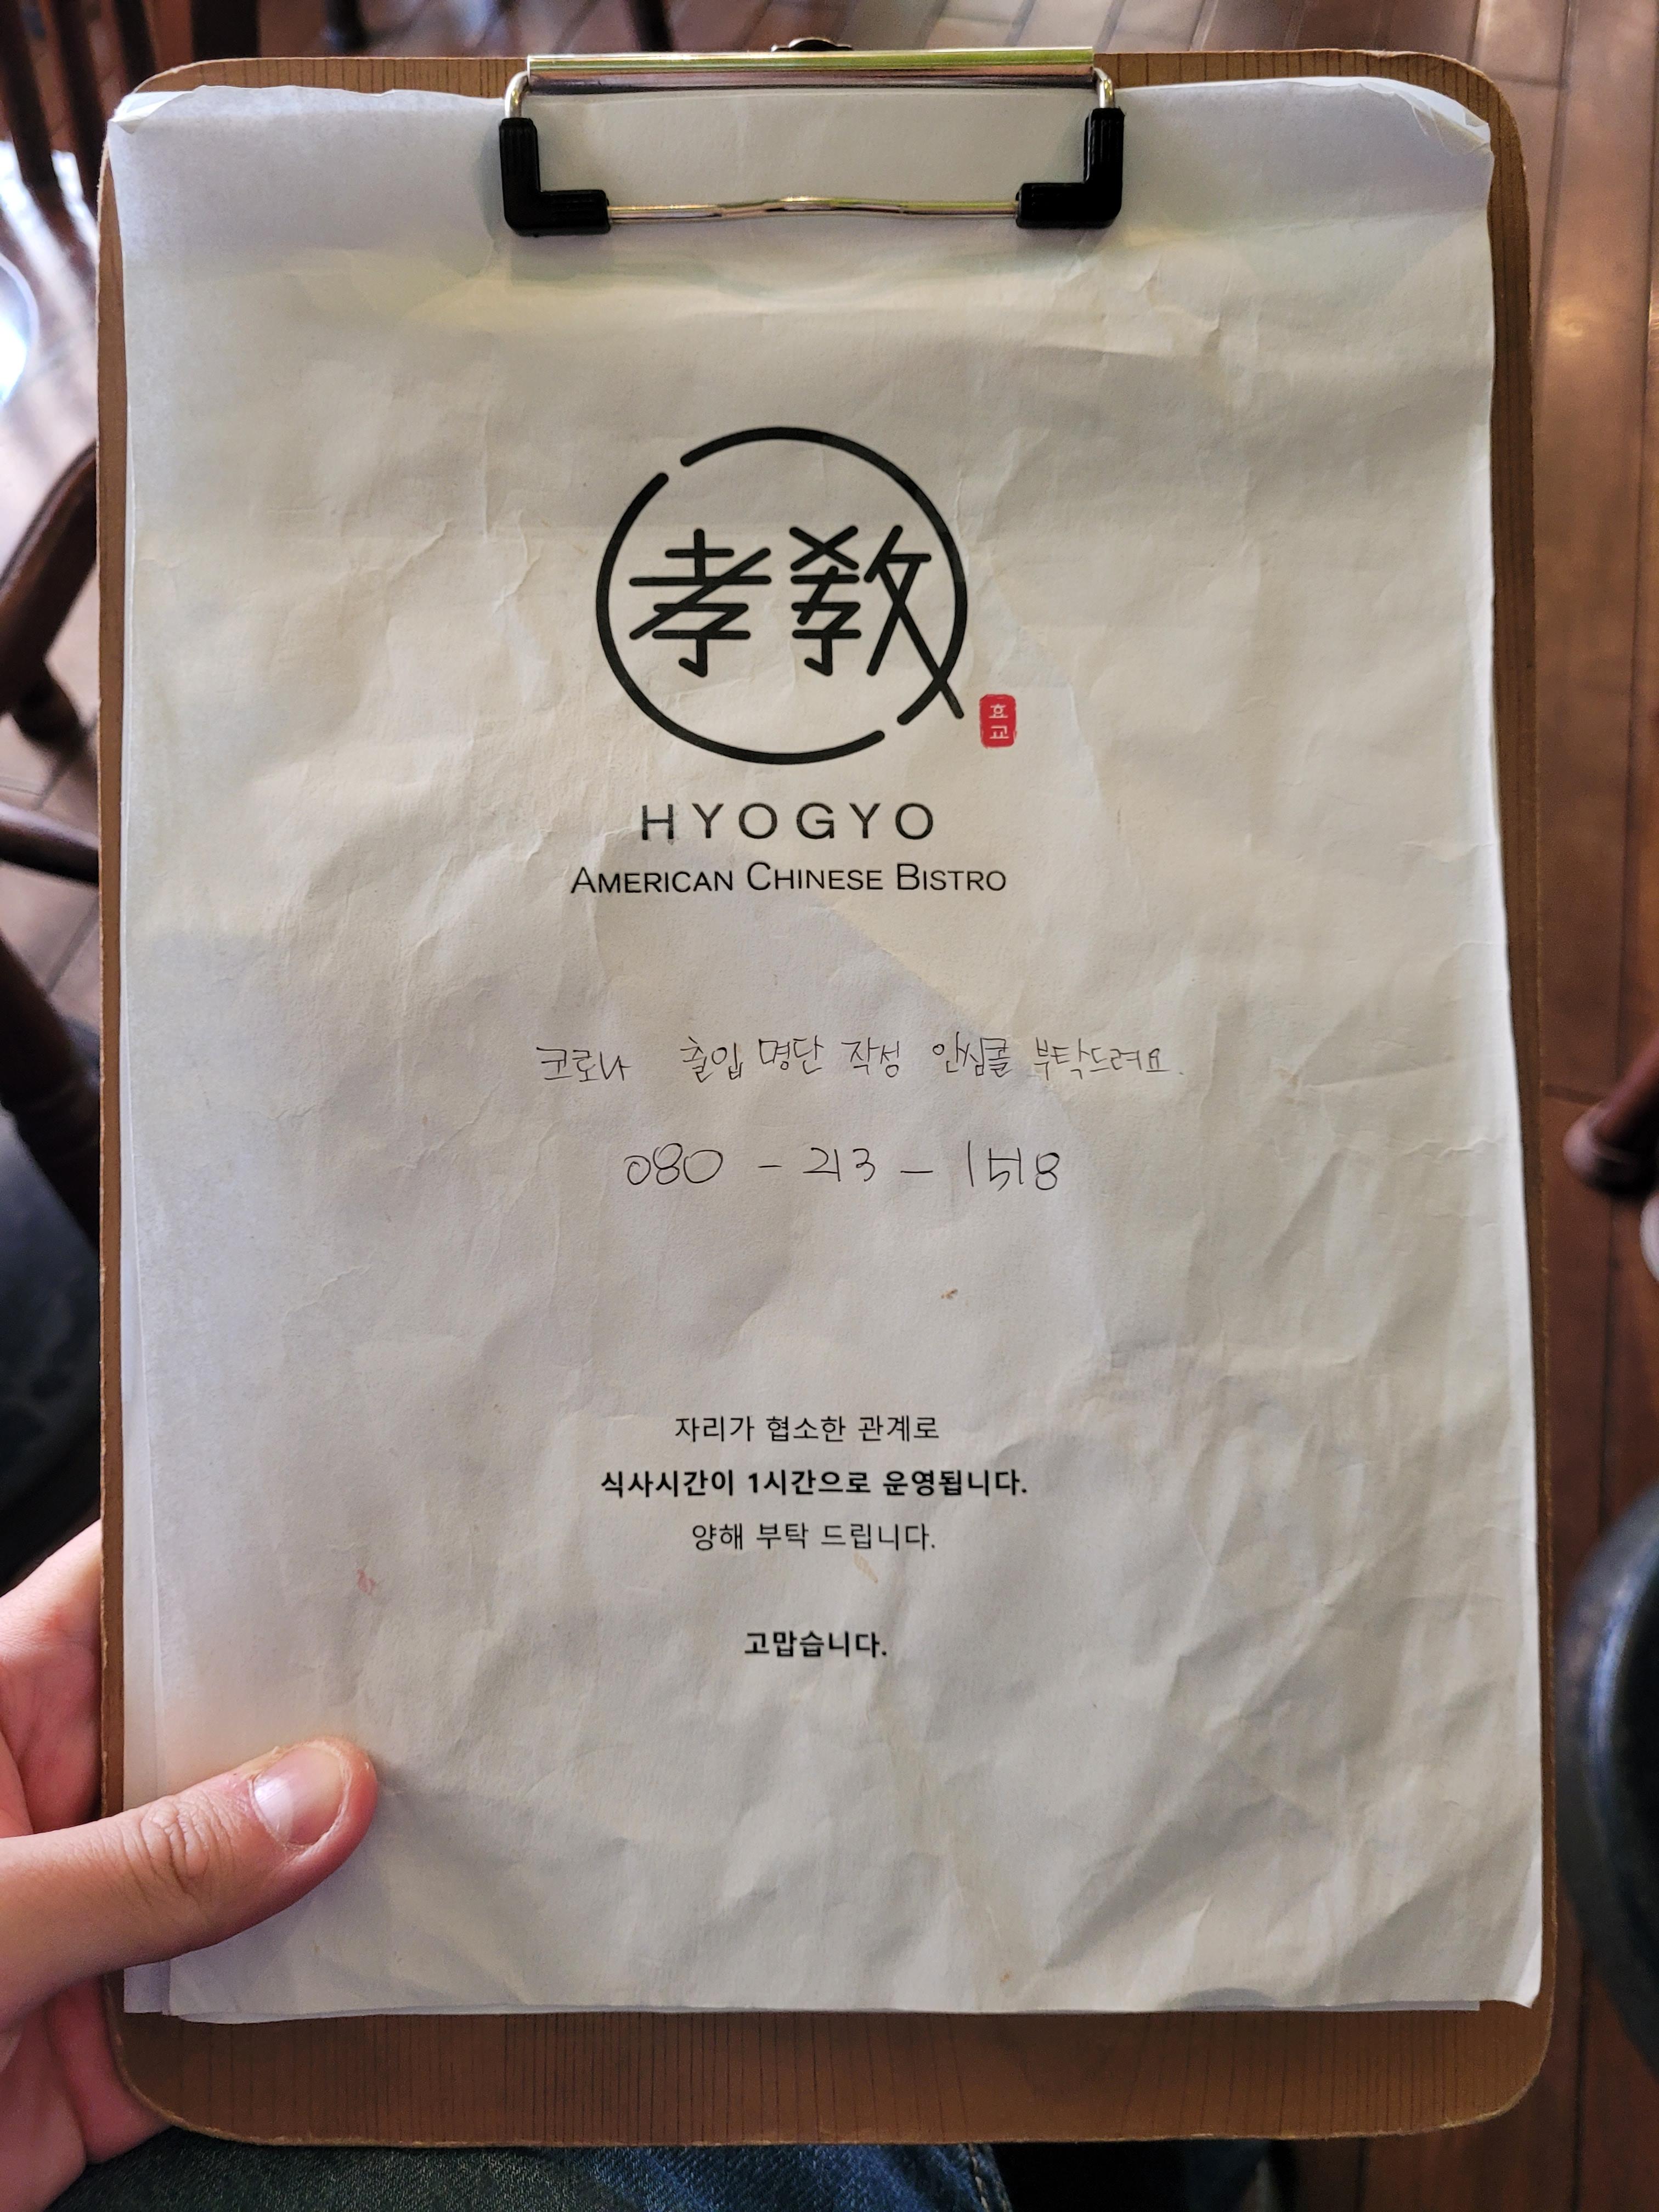 孝敎
효교
HYOGYO
AMERICAN CHINESE BISTRO
코로나 출입 명단 작성 안심콜 부탁드려요.
080 - 213 - 1518
자리가 협소한 관계로
식사시간이 1시간으로 운영됩니다.
양해 부탁 드립니다.
고맙습니다.